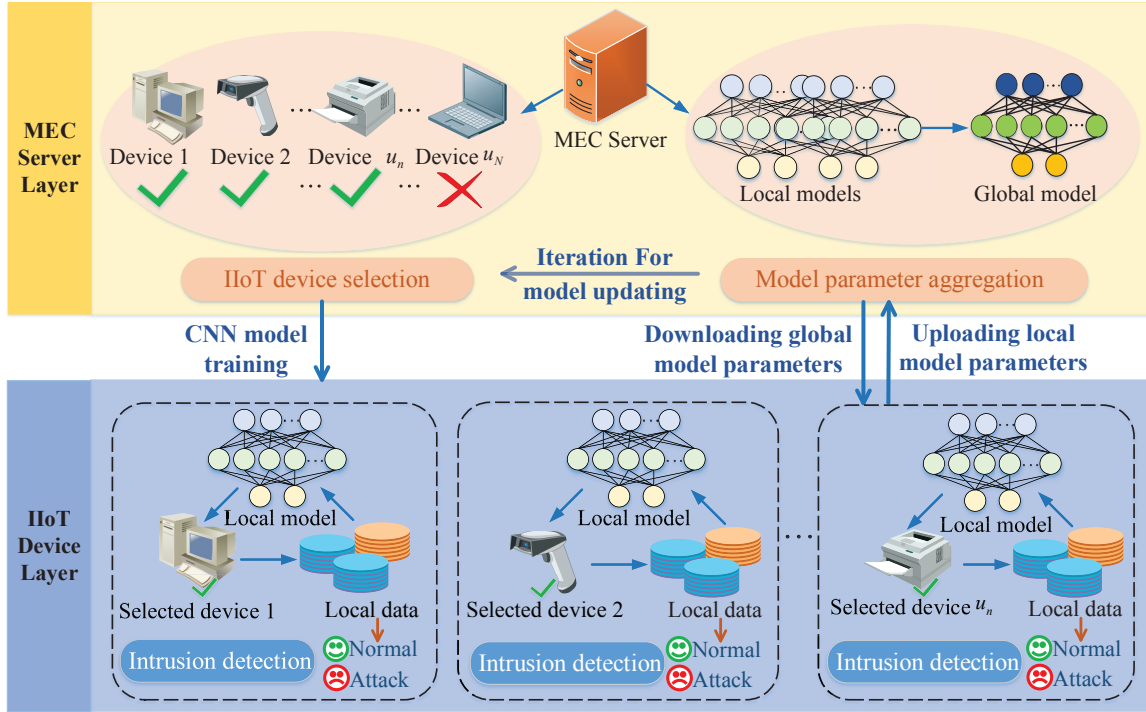 MEC
Server
Layer
Device 1
Device 2
Device u_n
Device u_N
... ...
MEC Server
Local models
Global model
IIoT device selection
Iteration For
model updating
Model parameter aggregation
CNN model
training
Downloading global
model parameters
Uploading local
model parameters
IIoT
Device
Layer
Local model
Selected device 1
Local data
Intrusion detection
Normal
Attack
Local model
Selected device 2
Local data
Intrusion detection
Normal
Attack
Local model
Selected device u_n
Local data
Intrusion detection
Normal
Attack